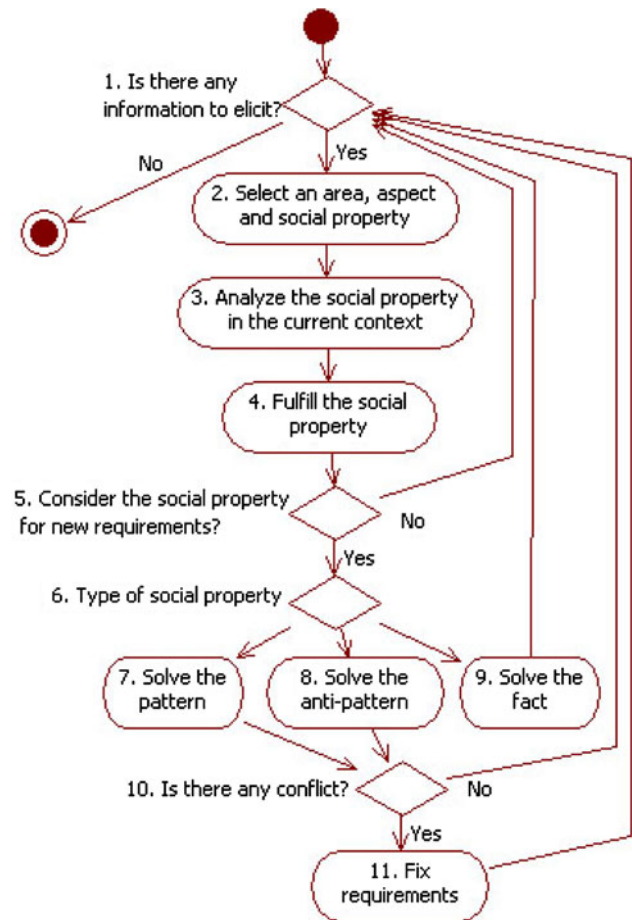 1. Is there any
information to elicit?
No
Yes
2. Select an area, aspect
and social property
3. Analyze the social property
in the current context
4. Fulfill the social
property
5. Consider the social property
for new requirements?
No
Yes
6. Type of social property
7. Solve the
pattern
8. Solve the
anti-pattern
9. Solve the
fact
10. Is there any conflict?
No
Yes
11. Fix
requirements